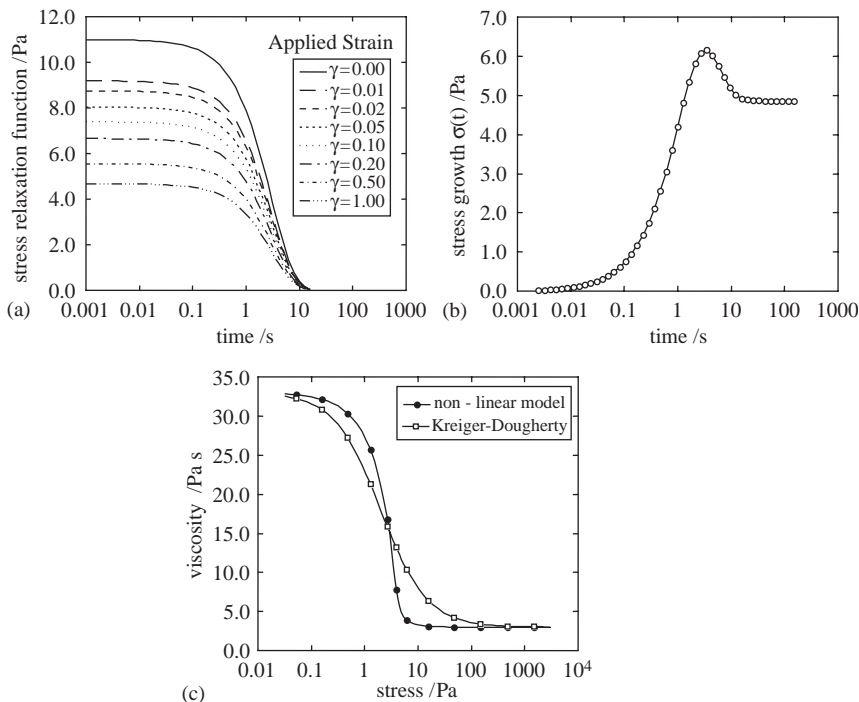 12.0
10.0
8.0
6.0
4.0
2.0
0.0
stress relaxation function /Pa
Applied Strain
γ=0.00
γ=0.01
γ=0.02
γ=0.05
γ=0.10
γ=0.20
γ=0.50
γ=1.00
0.001 0.01 0.1 1 10 100 1000
(a)
time /s
8.0
7.0
6.0
5.0
4.0
3.0
2.0
1.0
0.0
stress growth σ(t) /Pa
0.001 0.01 0.1 1 10 100 1000
(b)
time /s
35.0
30.0
25.0
20.0
15.0
10.0
5.0
0.0
viscosity /Pa s
non - linear model
Kreiger-Dougherty
0.01 0.1 1 10 100 1000 10⁴
(c)
stress /Pa